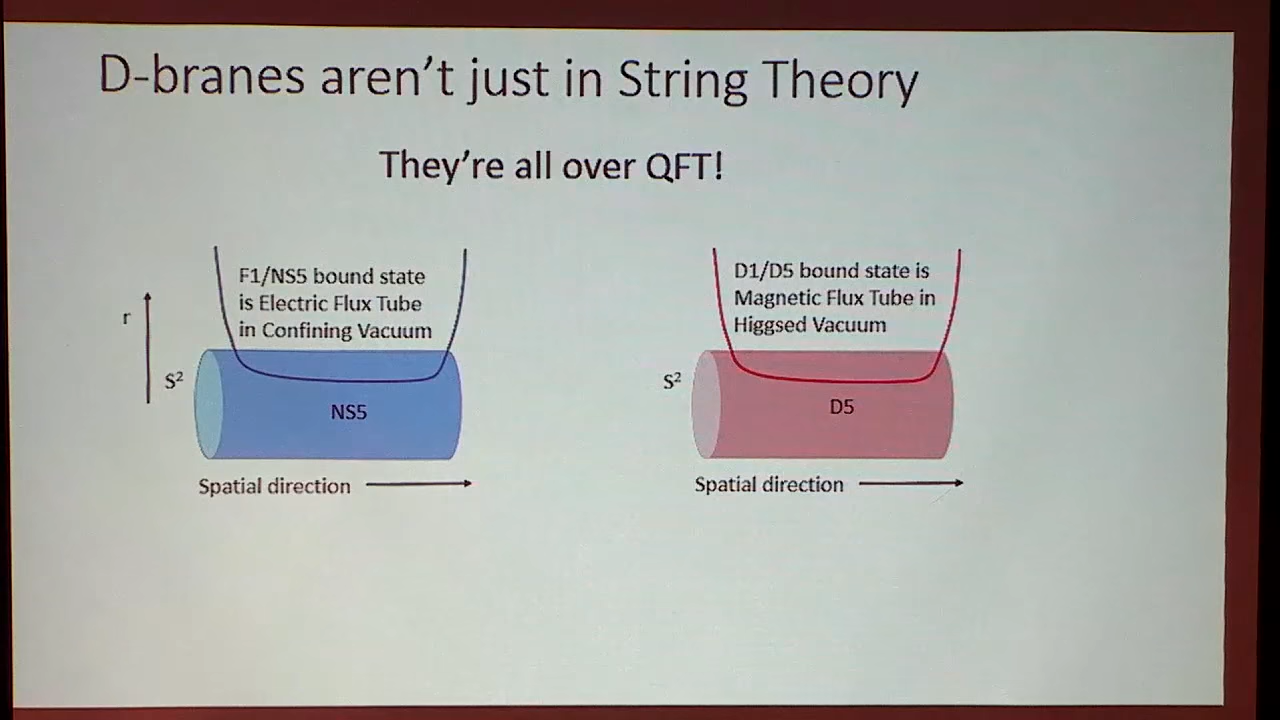 D-branes aren't just in String Theory
They're all over QFT!
F1/NS5 bound state
is Electric Flux Tube
in Confining Vacuum
r
S²
NS5
Spatial direction
D1/D5 bound state is
Magnetic Flux Tube in
Higgsed Vacuum
S²
D5
Spatial direction